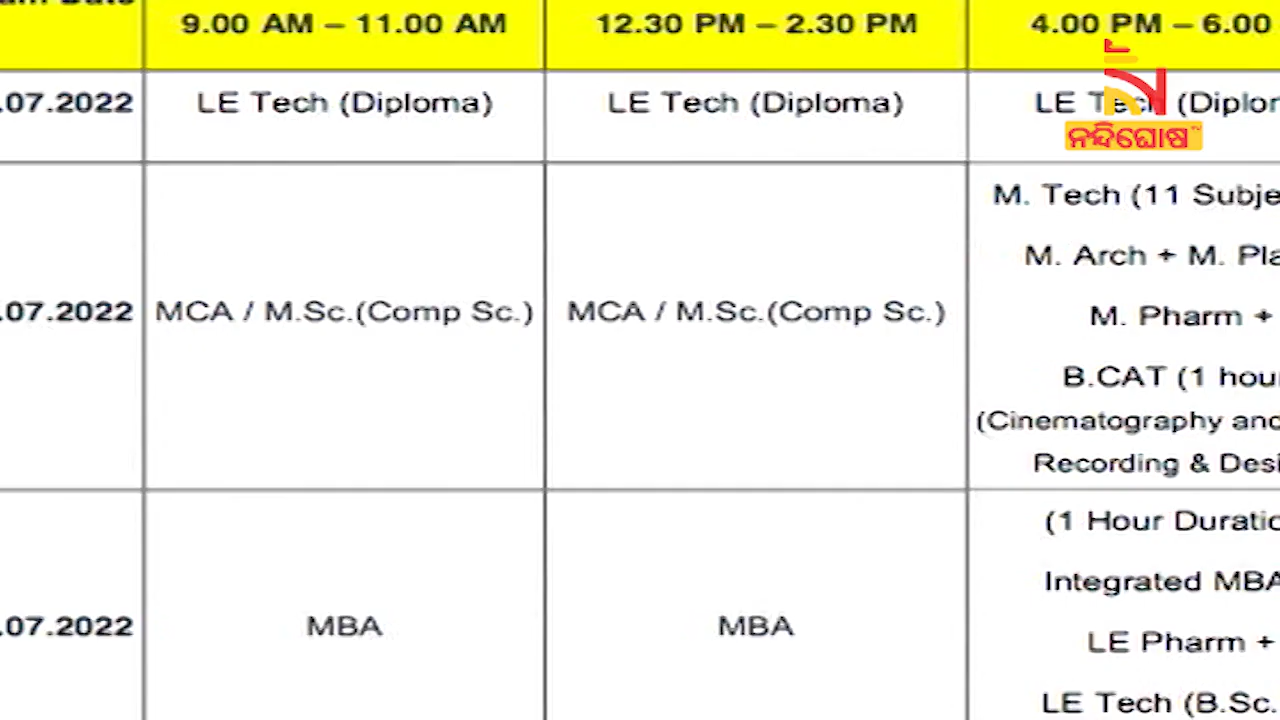 9.00 AM – 11.00 AM 12.30 PM – 2.30 PM 4.00 PM – 6.00
.07.2022 LE Tech (Diploma) LE Tech (Diploma) LE Tech (Diplor
ନନ୍ଦିଘୋଷ TV
M. Tech (11 Subje
M. Arch + M. Pla
.07.2022 MCA / M.Sc.(Comp Sc.) MCA / M.Sc.(Comp Sc.) M. Pharm +
B.CAT (1 hour
(Cinematography and
Recording & Desi
(1 Hour Duratio
Integrated MBA
.07.2022 MBA MBA LE Pharm +
LE Tech (B.Sc.